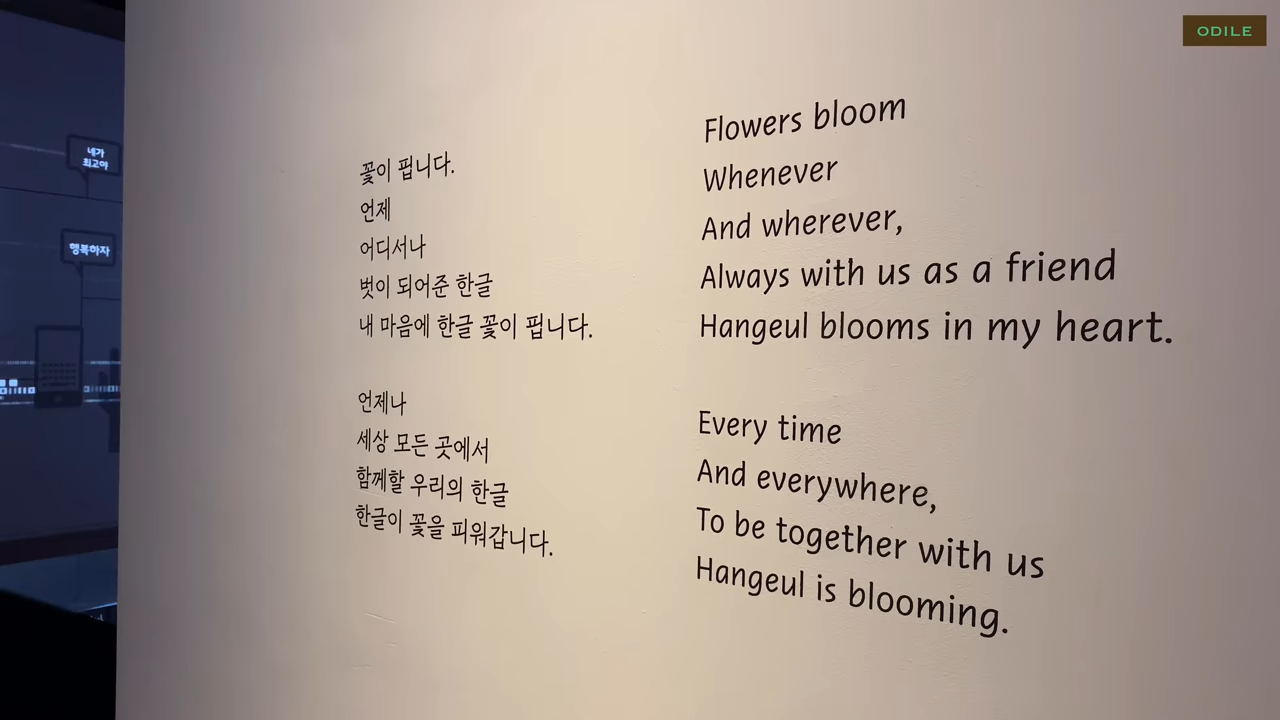 ODILE
네가
최고야
행복하자
꽃이 핍니다.
언제
어디서나
벗이 되어준 한글
내 마음에 한글 꽃이 핍니다.
언제나
세상 모든 곳에서
함께할 우리의 한글
한글이 꽃을 피워갑니다.
Flowers bloom
Whenever
And wherever,
Always with us as a friend
Hangeul blooms in my heart.
Every time
And everywhere,
To be together with us
Hangeul is blooming.